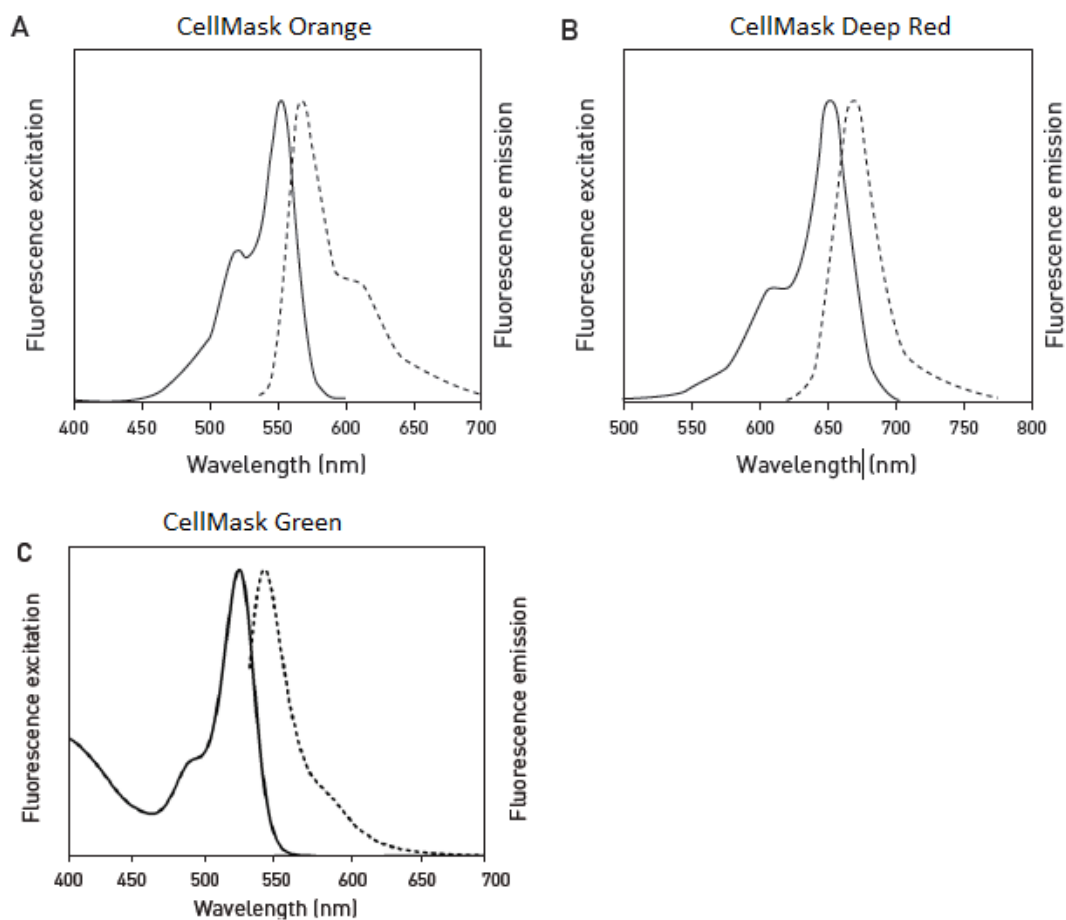 A
CellMask Orange
Fluorescence excitation
Fluorescence emission
400 450 500 550 600 650 700
Wavelength (nm)
B
CellMask Deep Red
Fluorescence excitation
Fluorescence emission
500 550 600 650 700 750 800
Wavelength (nm)
C
CellMask Green
Fluorescence excitation
Fluorescence emission
400 450 500 550 600 650 700
Wavelength (nm)